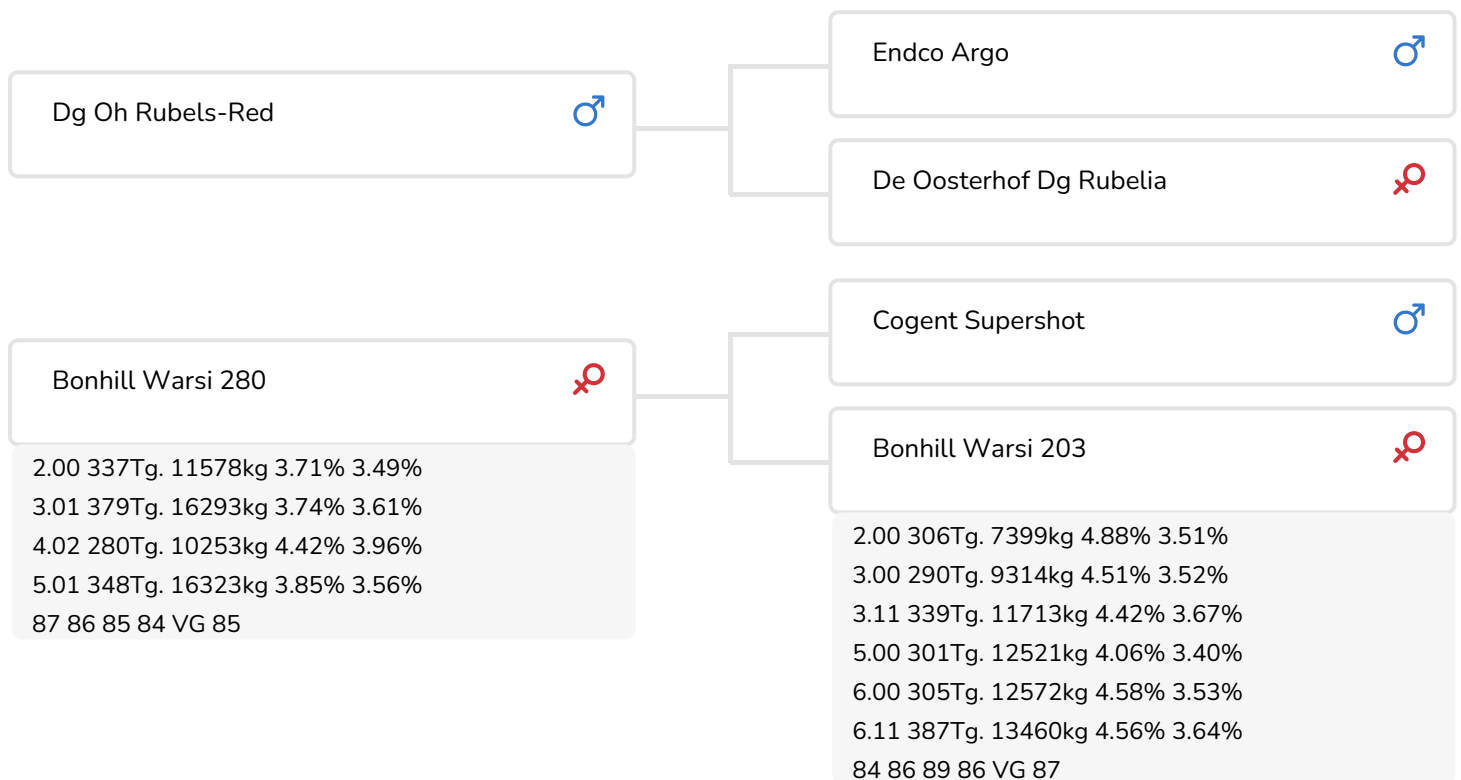 Dg Oh Rubels-Red
Endco Argo
De Oosterhof Dg Rubelia
Bonhill Warsi 280
2.00 337Tg. 11578kg 3.71% 3.49%
3.01 379Tg. 16293kg 3.74% 3.61%
4.02 280Tg. 10253kg 4.42% 3.96%
5.01 348Tg. 16323kg 3.85% 3.56%
87 86 85 84 VG 85
Cogent Supershot
Bonhill Warsi 203
2.00 306Tg. 7399kg 4.88% 3.51%
3.00 290Tg. 9314kg 4.51% 3.52%
3.11 339Tg. 11713kg 4.42% 3.67%
5.00 301Tg. 12521kg 4.06% 3.40%
6.00 305Tg. 12572kg 4.58% 3.53%
6.11 387Tg. 13460kg 4.56% 3.64%
84 86 89 86 VG 87